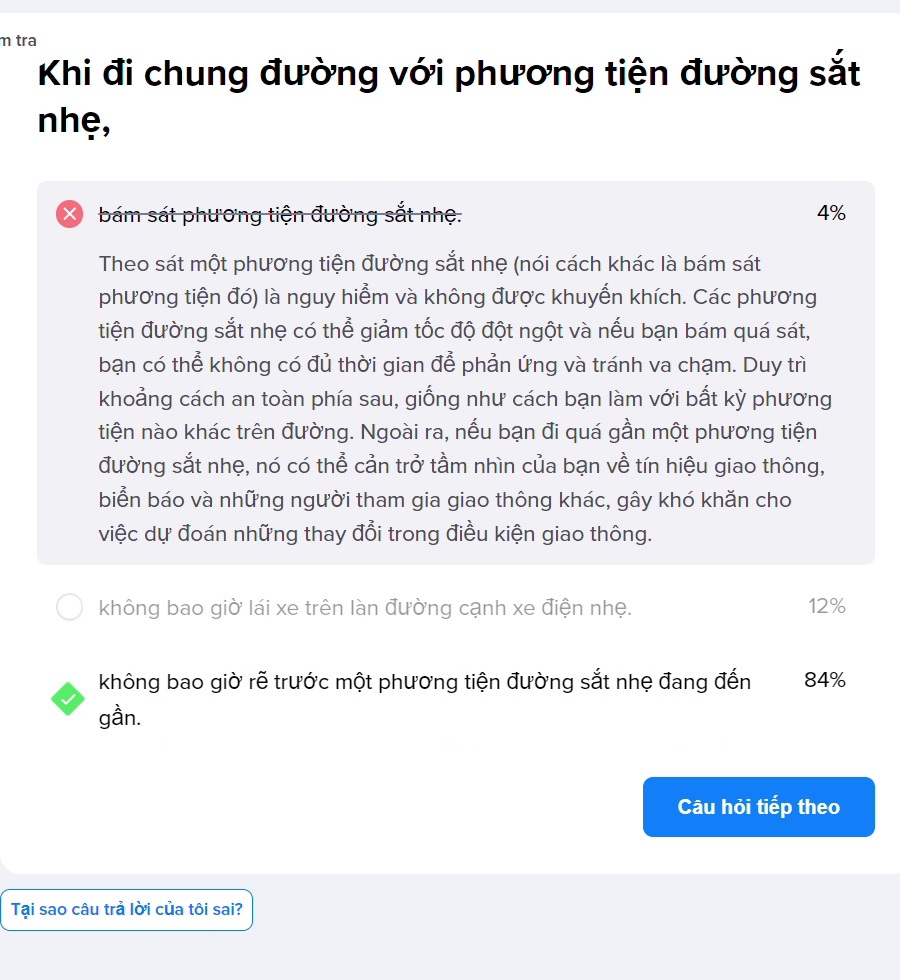 m tra
Khi đi chung đường với phương tiện đường sắt
nhẹ,
bám sát phương tiện đường sắt nhẹ.
4%
Theo sát một phương tiện đường sắt nhẹ (nói cách khác là bám sát
phương tiện đó) là nguy hiểm và không được khuyến khích. Các phương
tiện đường sắt nhẹ có thể giảm tốc độ đột ngột và nếu bạn bám quá sát,
bạn có thể không có đủ thời gian để phản ứng và tránh va chạm. Duy trì
khoảng cách an toàn phía sau, giống như cách bạn làm với bất kỳ phương
tiện nào khác trên đường. Ngoài ra, nếu bạn đi quá gần một phương tiện
đường sắt nhẹ, nó có thể cản trở tầm nhìn của bạn về tín hiệu giao thông,
biển báo và những người tham gia giao thông khác, gây khó khăn cho
việc dự đoán những thay đổi trong điều kiện giao thông.
không bao giờ lái xe trên làn đường cạnh xe điện nhẹ.
12%
không bao giờ rẽ trước một phương tiện đường sắt nhẹ đang đến
gần.
84%
Câu hỏi tiếp theo
Tại sao câu trả lời của tôi sai?